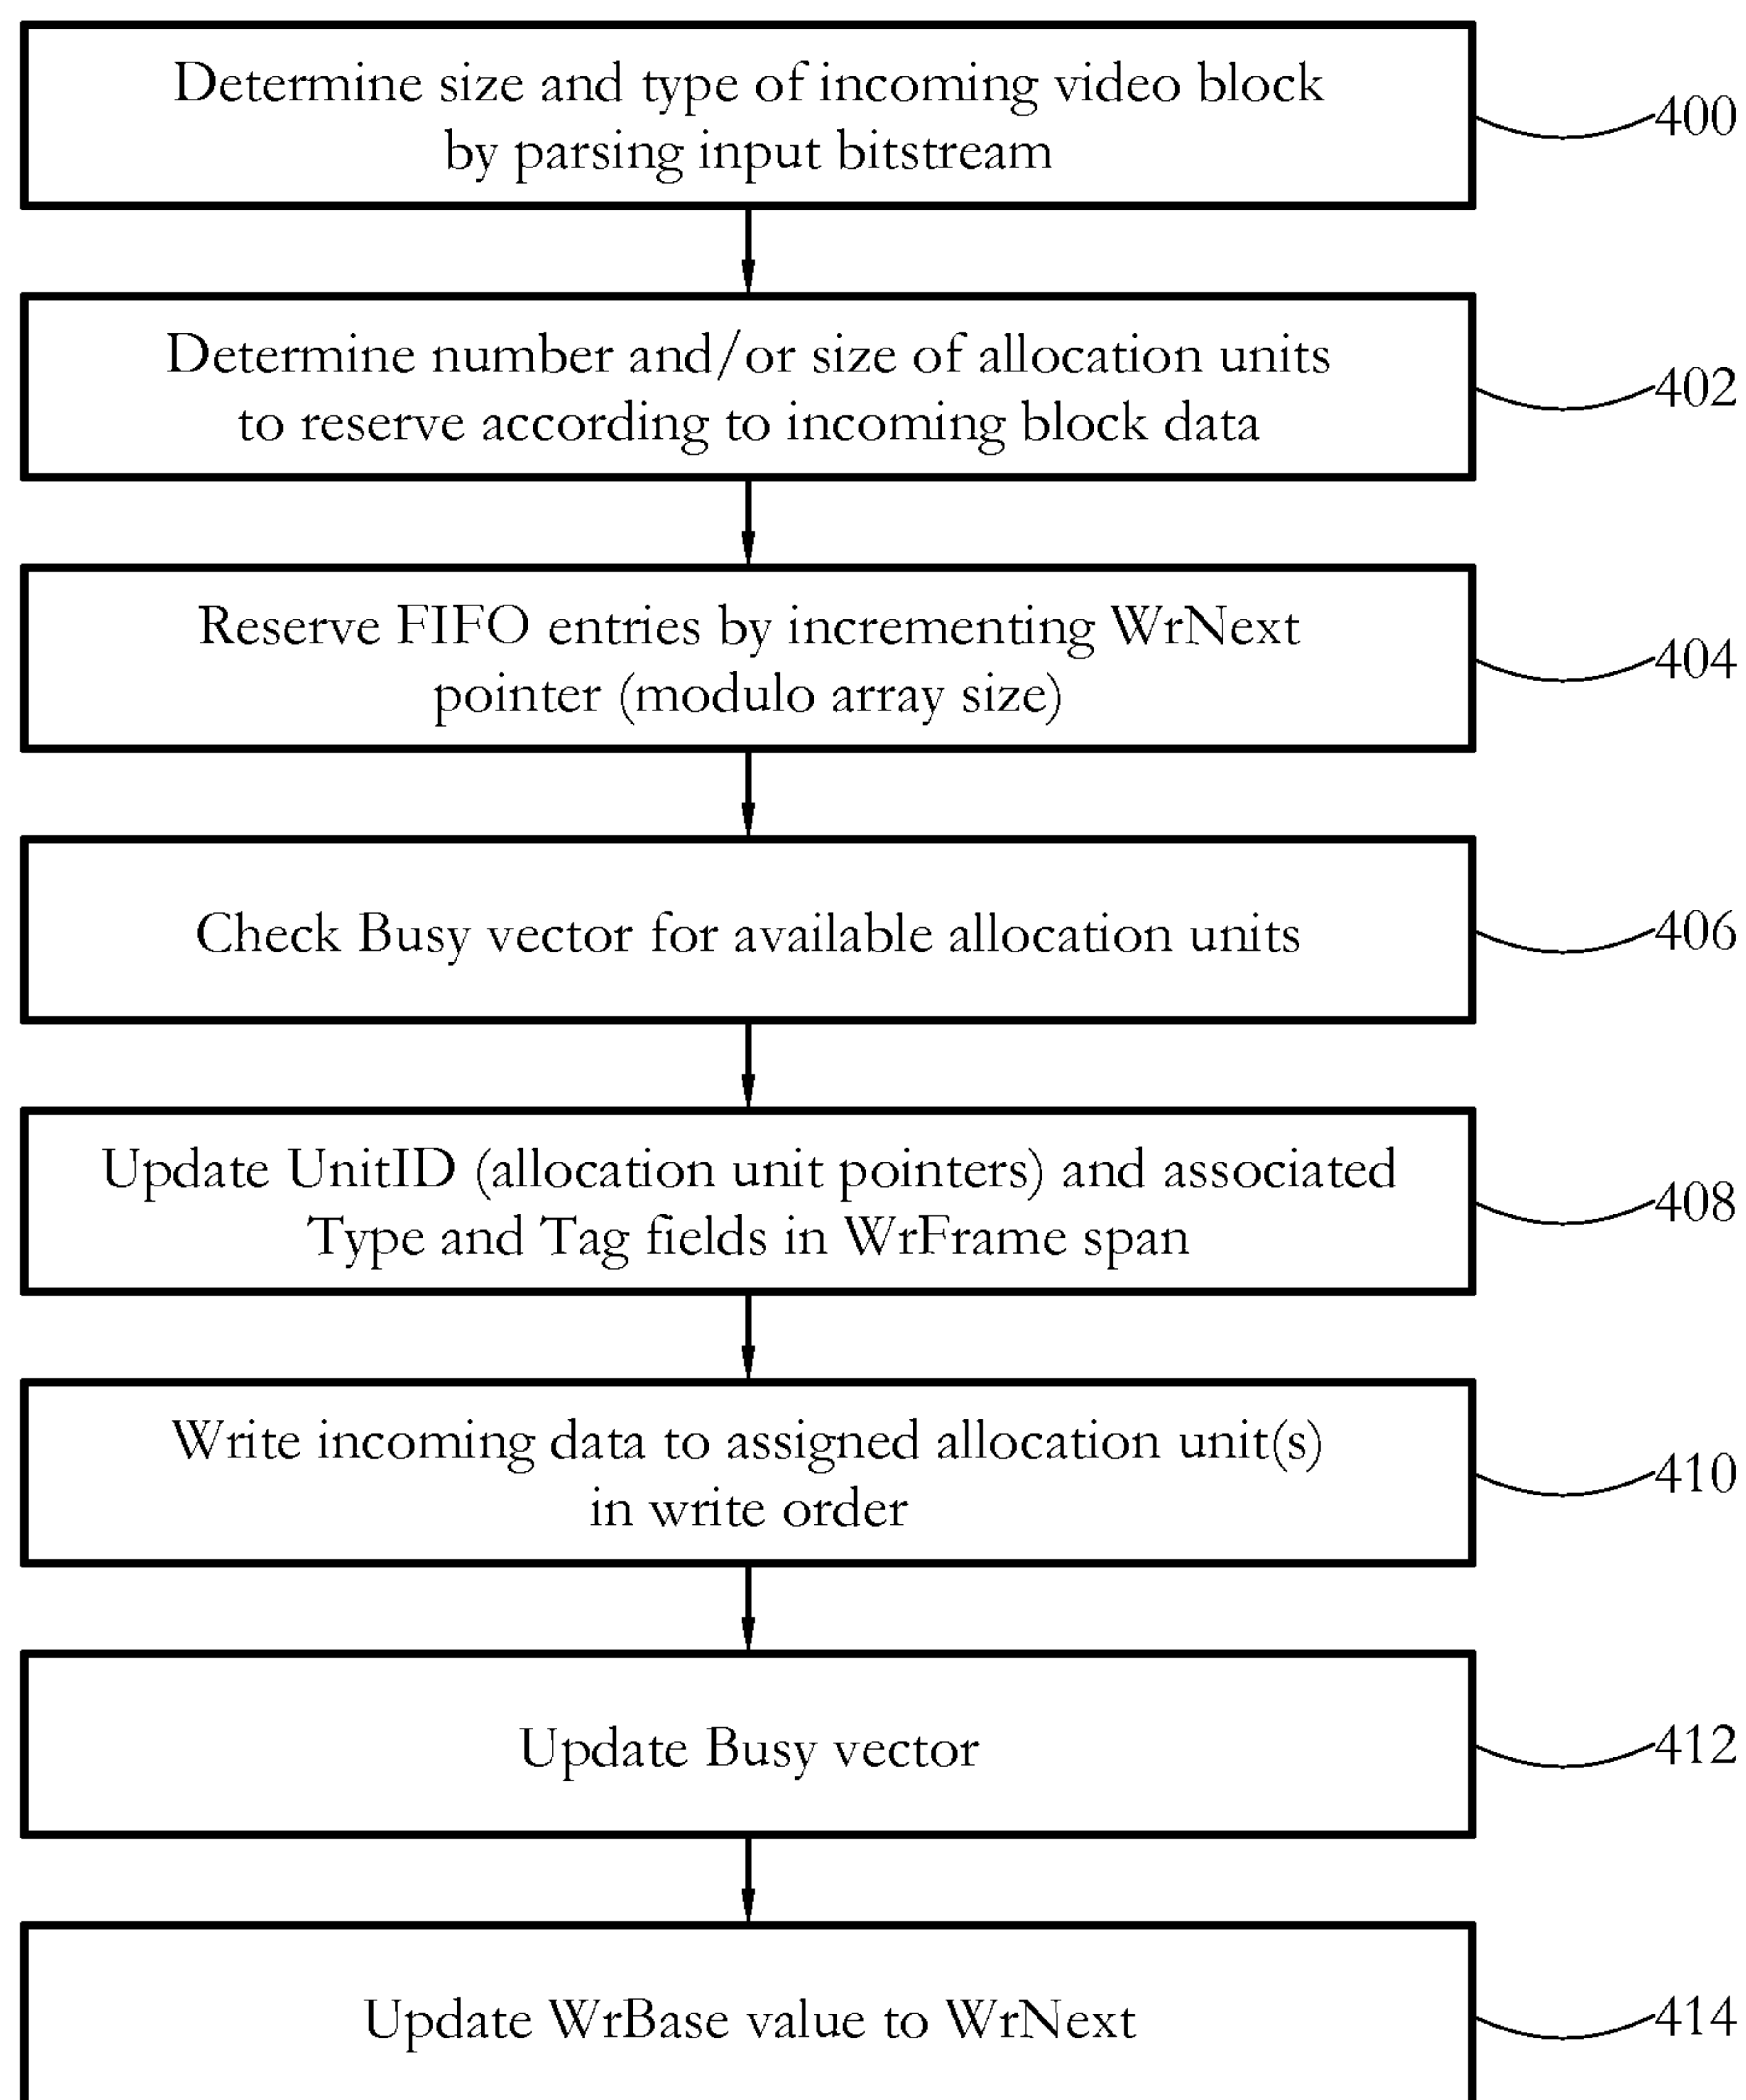 Determine size and type of incoming video block
by parsing input bitstream
400
Determine number and/or size of allocation units
to reserve according to incoming block data
402
Reserve FIFO entries by incrementing WrNext
pointer (modulo array size)
404
Check Busy vector for available allocation units
406
Update UnitID (allocation unit pointers) and associated
Type and Tag fields in WrFrame span
408
Write incoming data to assigned allocation unit(s)
in write order
410
Update Busy vector
412
Update WrBase value to WrNext
414